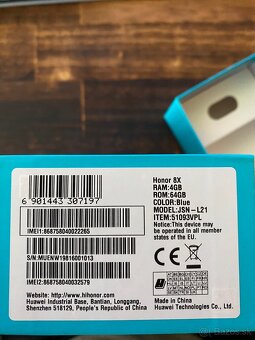 Honor 8X
RAM:4GB
ROM:64GB
COLOR:Blue
MODEL:JSN-L21
ITEM:51093VPL
Notice:This device may
be operated in all member
states of the EU.
6 901443 307197
IMEI1:868758040022265
S/N:MUENW19816001013
IMEI2:868758040032579
CE
Website: http://www.hihonor.com
Huawei Industrial Base, Bantian, Longgang,
Shenzhen 518129, People's Republic of China
MADE IN CHINA
Huawei Technologies Co., Ltd.